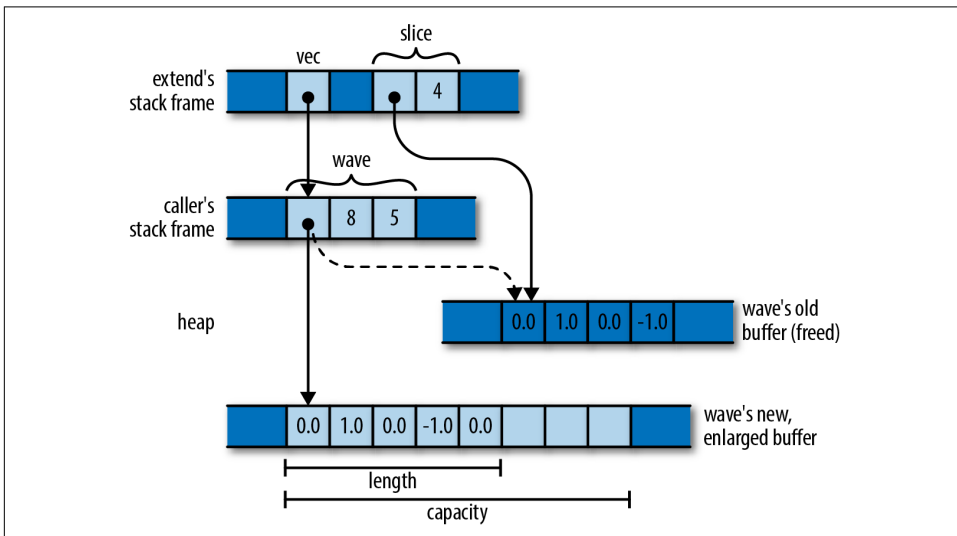 slice
vec
extend's
stack frame
4
wave
caller's
stack frame
8 5
heap
0.0 1.0 0.0 -1.0
wave's old
buffer (freed)
0.0 1.0 0.0 -1.0 0.0
wave's new,
enlarged buffer
length
capacity